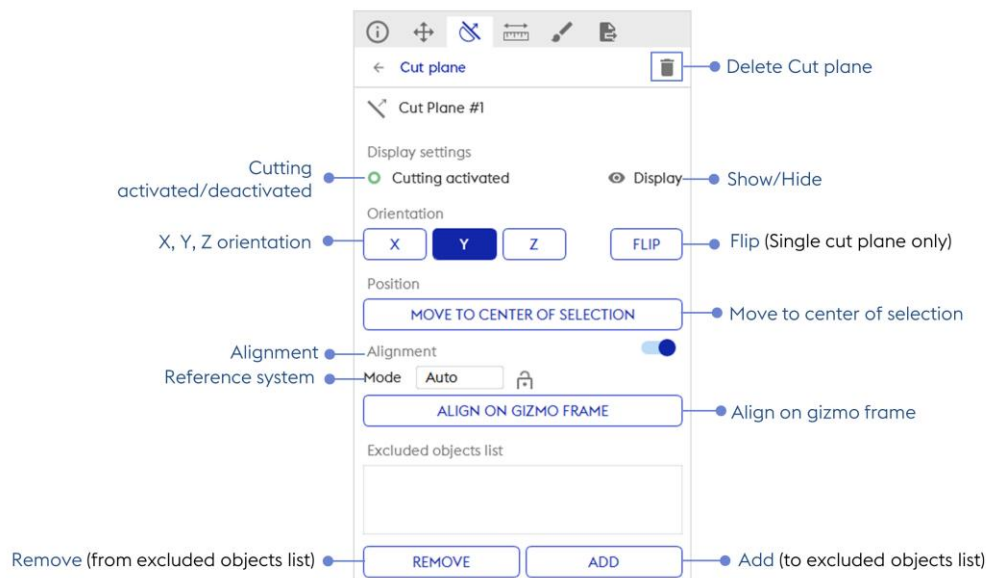 Cut plane
Delete Cut plane
Cut Plane #1
Display settings
Cutting activated/deactivated
Cutting activated
Display
Show/Hide
Orientation
X, Y, Z orientation
X
Y
Z
FLIP
Flip (Single cut plane only)
Position
MOVE TO CENTER OF SELECTION
Move to center of selection
Alignment
Alignment
Reference system
Mode
Auto
ALIGN ON GIZMO FRAME
Align on gizmo frame
Excluded objects list
Remove (from excluded objects list)
REMOVE
ADD
Add (to excluded objects list)